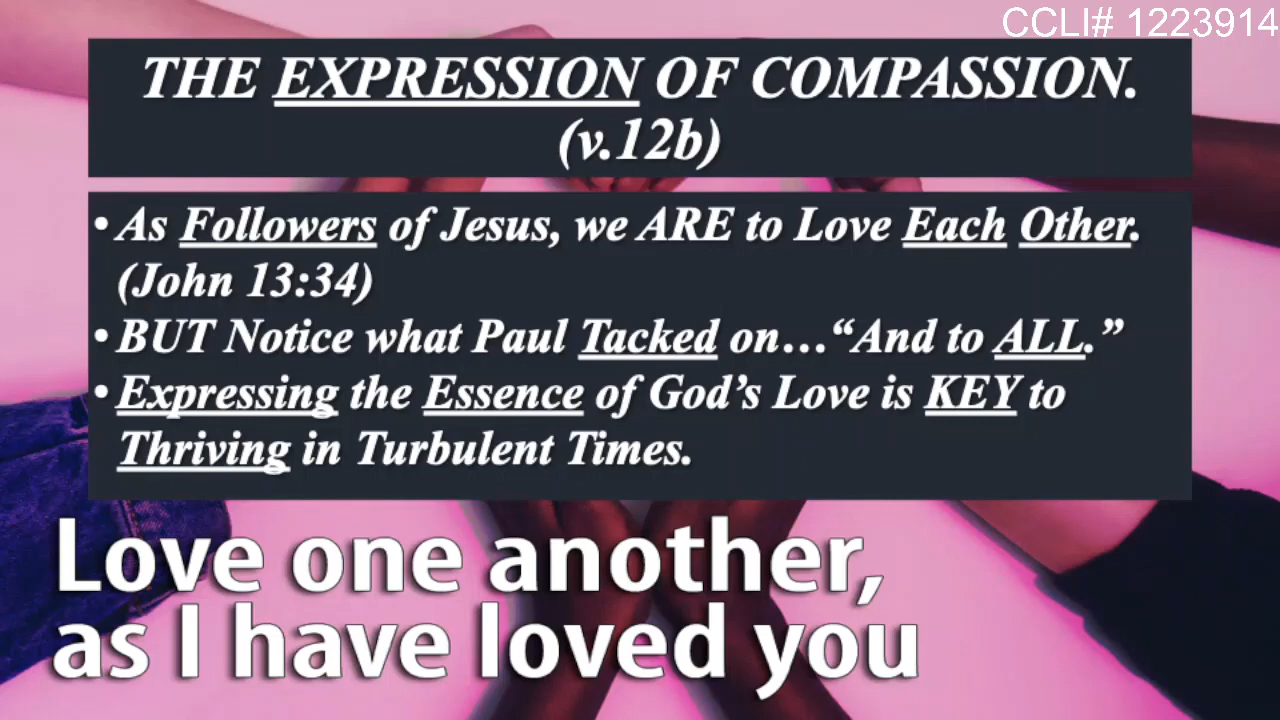 CCLI# 1223914
THE EXPRESSION OF COMPASSION.
(v.12b)
• As Followers of Jesus, we ARE to Love Each Other.
(John 13:34)
• BUT Notice what Paul Tacked on…“And to ALL.”
• Expressing the Essence of God’s Love is KEY to
Thriving in Turbulent Times.
Love one another,
as I have loved you